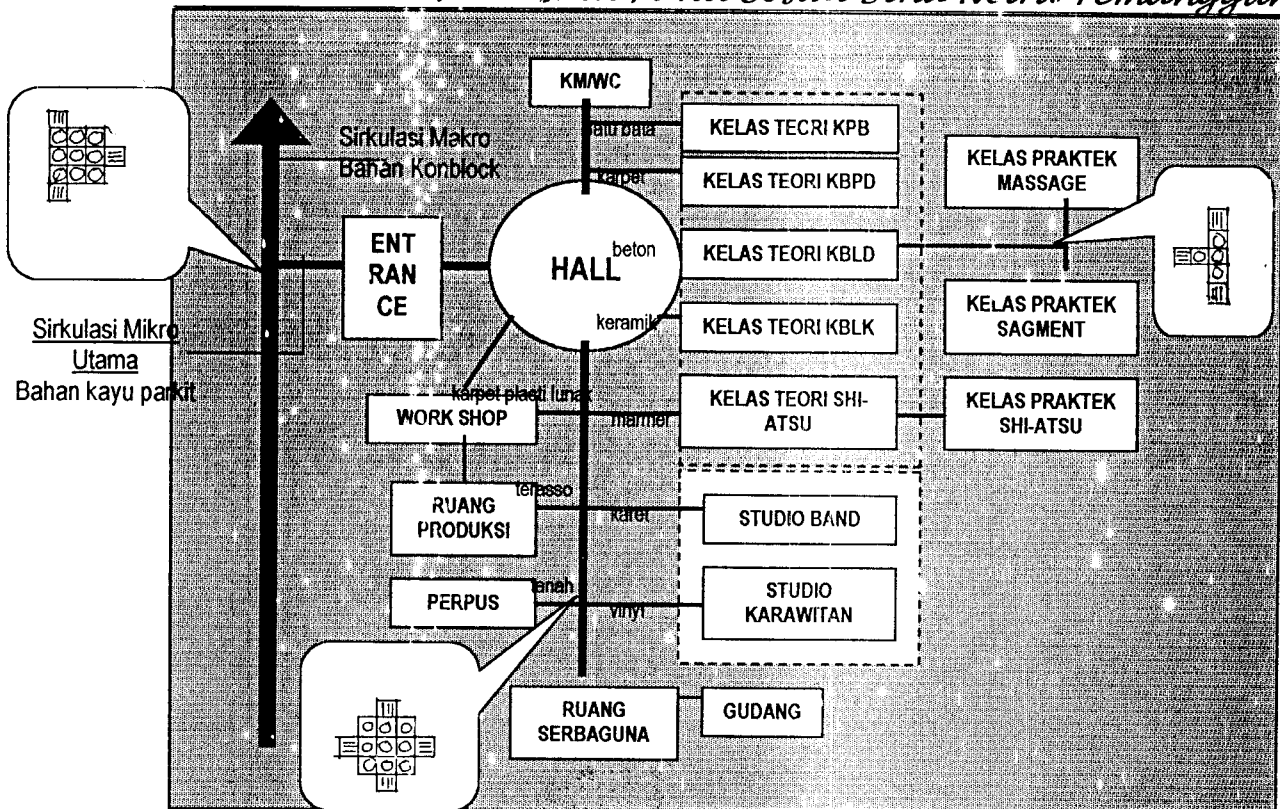 KM/WC
Sirkulasi Makro
Bahan Konblock
batu bata
KELAS TECRI KPB
karpet
KELAS TEORI KBPD
KELAS PRAKTEK
MASSAGE
ENT
RAN
CE
HALL
beton
KELAS TEORI KBLD
keramik
KELAS TEORI KBLK
KELAS PRAKTEK
SAGMENT
Sirkulasi Mikro
Utama
Bahan kayu parkit
karpet plasti lunak
WORK SHOP
marmer
KELAS TEORI SHI-
ATSU
KELAS PRAKTEK
SHI-ATSU
terasso
RUANG
PRODUKSI
karet
STUDIO BAND
tanah
PERPUS
vinyl
STUDIO
KARAWITAN
RUANG
SERBAGUNA
GUDANG